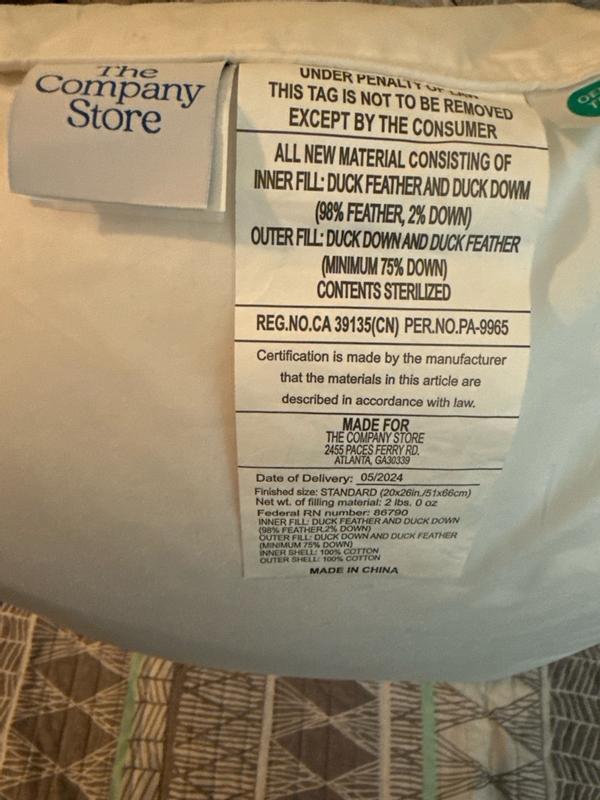 The
Company
Store
UNDER PENALTY OF LAW
THIS TAG IS NOT TO BE REMOVED
EXCEPT BY THE CONSUMER
ALL NEW MATERIAL CONSISTING OF
INNER FILL: DUCK FEATHER AND DUCK DOWM
(98% FEATHER, 2% DOWN)
OUTER FILL: DUCK DOWN AND DUCK FEATHER
(MINIMUM 75% DOWN)
CONTENTS STERILIZED
REG.NO.CA 39135(CN) PER.NO.PA-9965
Certification is made by the manufacturer
that the materials in this article are
described in accordance with law.
MADE FOR
THE COMPANY STORE
2455 PACES FERRY RD.
ATLANTA, GA30339
Date of Delivery: 05/2024
Finished size: STANDARD (20x26in./51x66cm)
Net wt. of filling material: 2 lbs. 0 oz
Federal RN number: 86790
INNER FILL: DUCK FEATHER AND DUCK DOWN
(98% FEATHER,2% DOWN)
OUTER FILL: DUCK DOWN AND DUCK FEATHER
(MINIMUM 75% DOWN)
INNER SHELL: 100% COTTON
OUTER SHELL: 100% COTTON
MADE IN CHINA